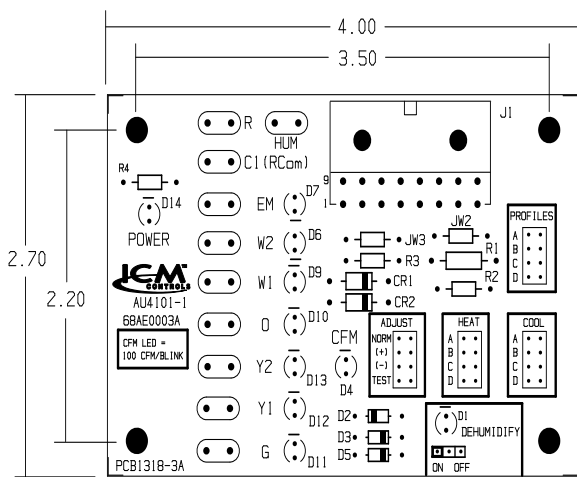 4.00
3.50
2.70
2.20
R
HUM
J1
R4
C1 (RCom)
D14
POWER
9
1
EM
D7
W2
D6
JW3
JW2
R3
R1
R2
PROFILES
A
B
C
D
ICM
CONTROLS
AU4101-1
68AE0003A
W1
D9
CR1
CR2
O
D10
CFM LED =
100 CFM/BLINK
CFM
D4
ADJUST
NORM
(+)
(-)
TEST
HEAT
A
B
C
D
COOL
A
B
C
D
Y2
D13
Y1
D12
D2
D3
D5
D1
DEHUMIDIFY
ON OFF
G
D11
PCB1318-3A